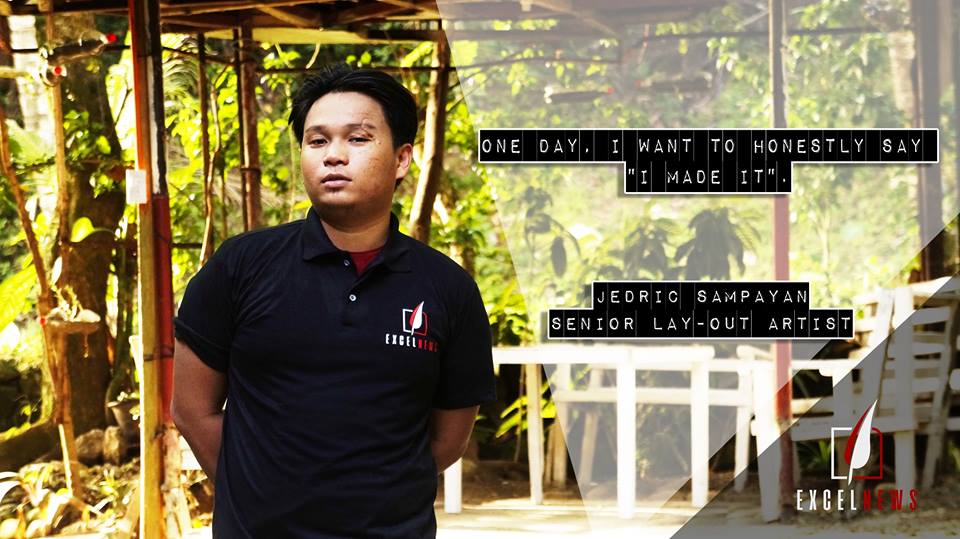 ONE DAY, I WANT TO HONESTLY SAY
"I MADE IT".
JEDRIC SAMPAYAN
SENIOR LAY-OUT ARTIST
EXCELNEWS
EXCELNEWS